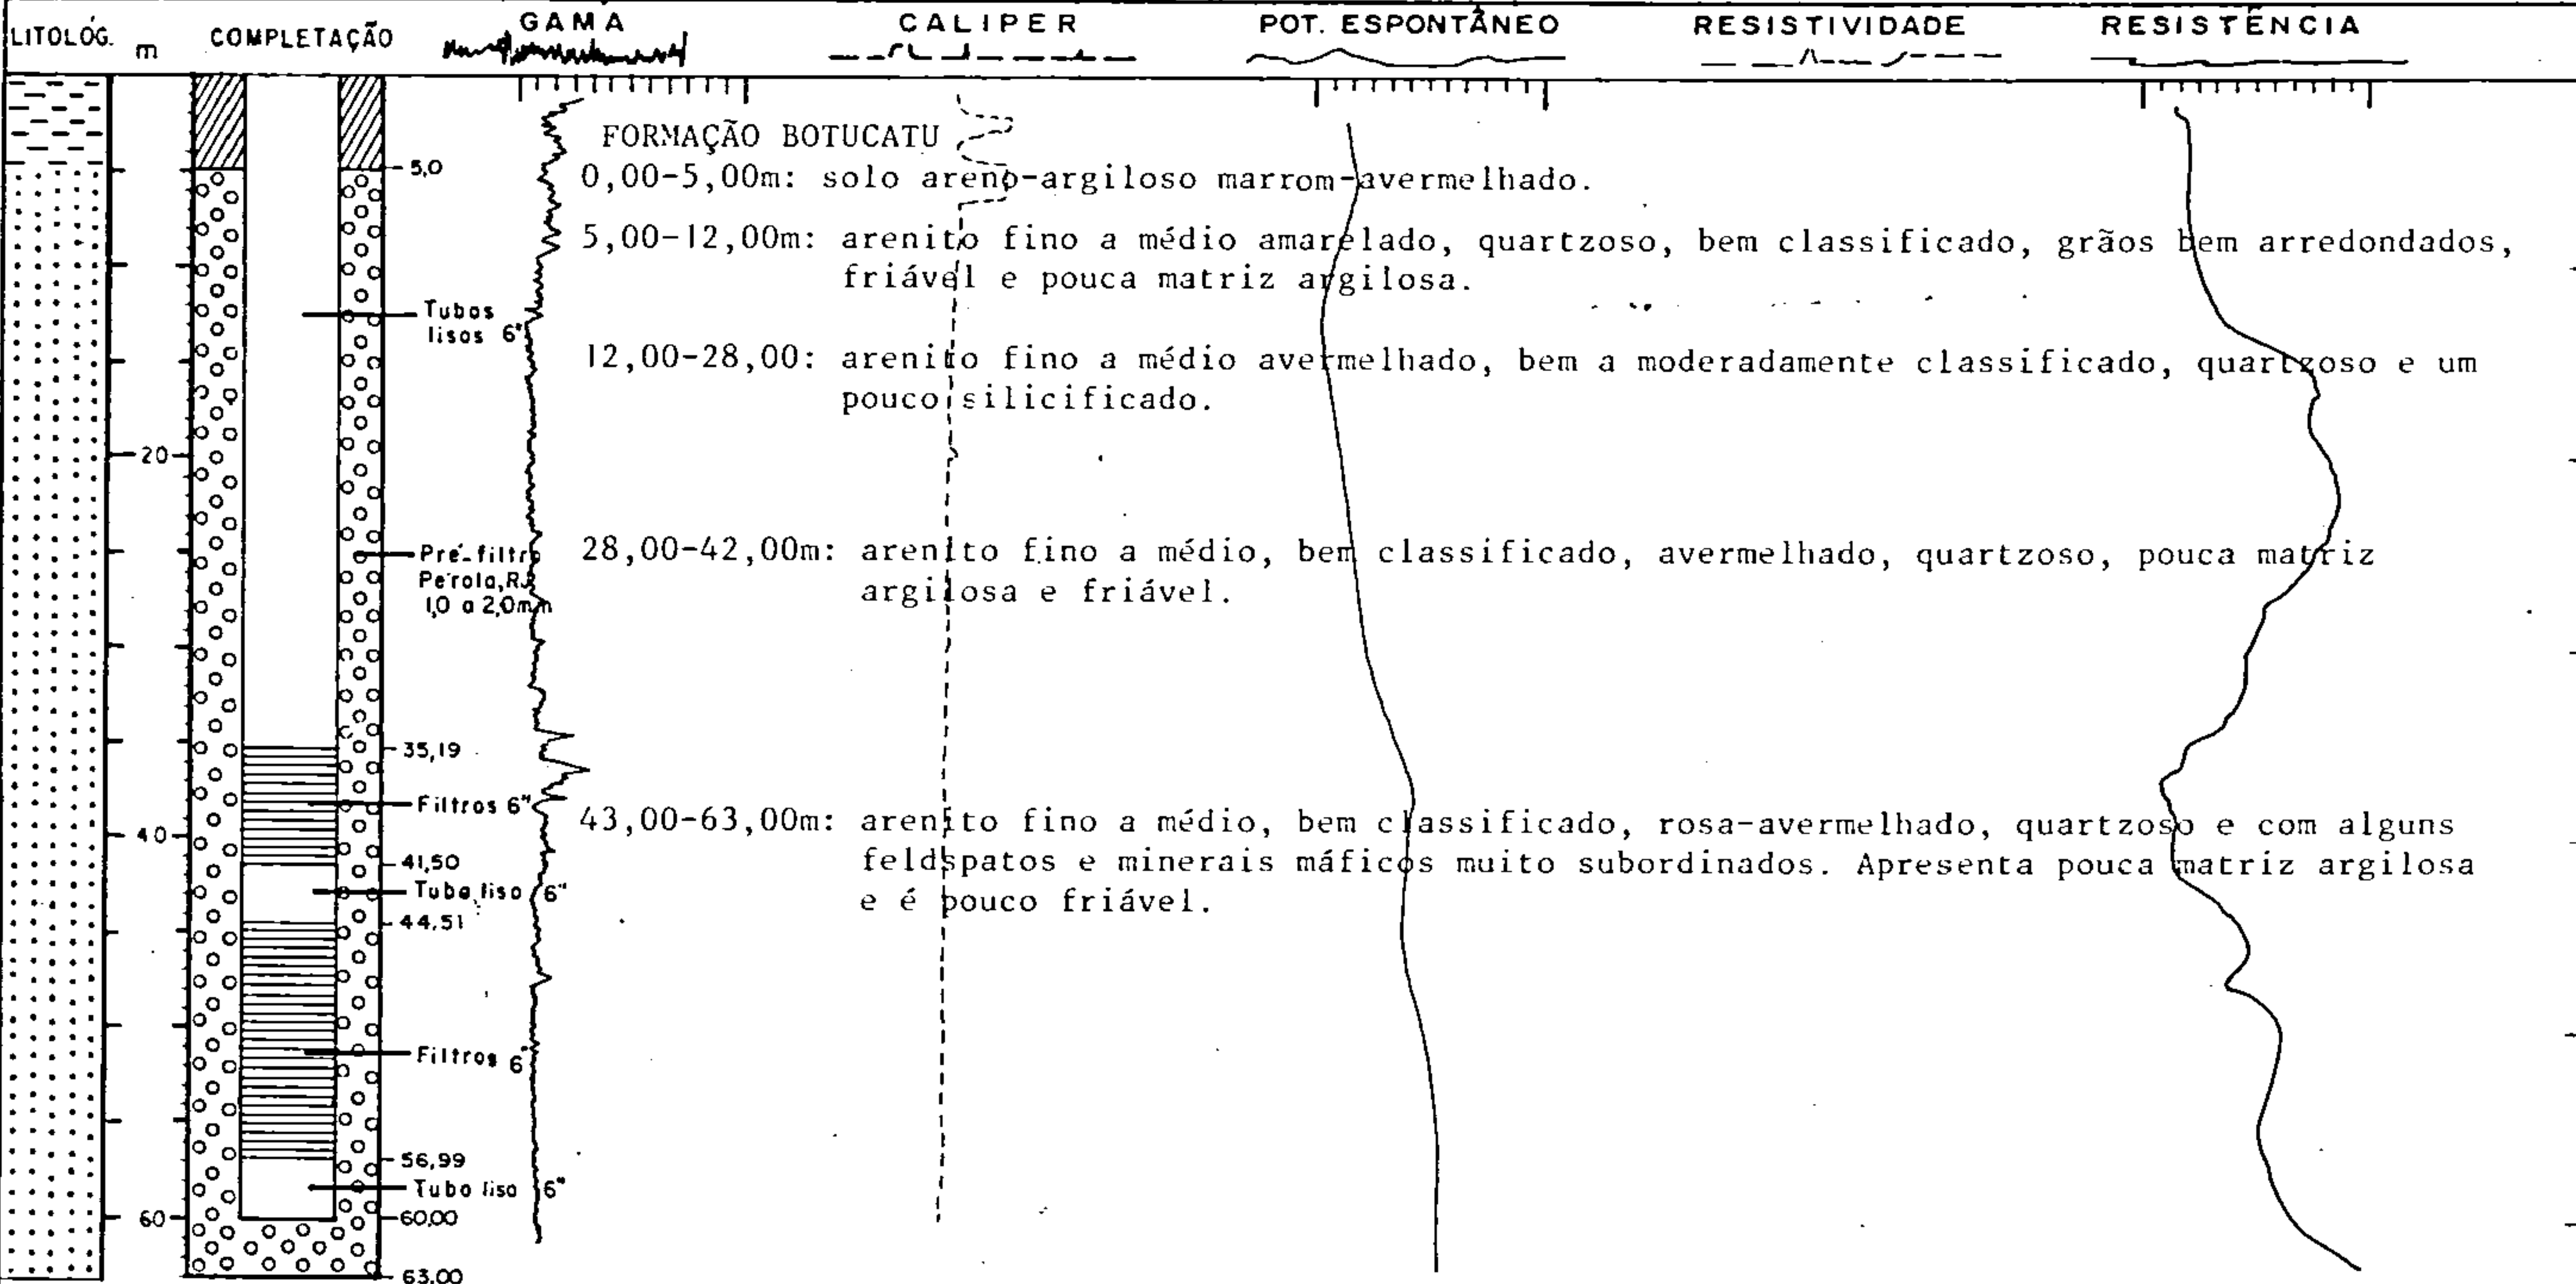 LITOLÓG. m COMPLETAÇÃO GAMA CALIPER POT. ESPONTÂNEO RESISTIVIDADE RESISTÊNCIA
FORMAÇÃO BOTUCATU
5,0
0,00-5,00m: solo areno-argiloso marrom-avermelhado.
5,00-12,00m: arenito fino a médio amarelado, quartzoso, bem classificado, grãos bem arredondados,
friável e pouca matriz argilosa.
Tubos
lisos 6"
12,00-28,00: arenito fino a médio avermelhado, bem a moderadamente classificado, quartzoso e um
pouco silicificado.
20
Pré-filtro
Perola, RJ
1,0 a 2,0mm
28,00-42,00m: arenito fino a médio, bem classificado, avermelhado, quartzoso, pouca matriz
argilosa e friável.
35,19
Filtros 6"
40
43,00-63,00m: arenito fino a médio, bem classificado, rosa-avermelhado, quartzoso e com alguns
feldspatos e minerais máficos muito subordinados. Apresenta pouca matriz argilosa
e é pouco friável.
41,50
Tubo liso 6"
44,51
Filtros 6"
56,99
Tubo liso 6"
60
60,00
63,00